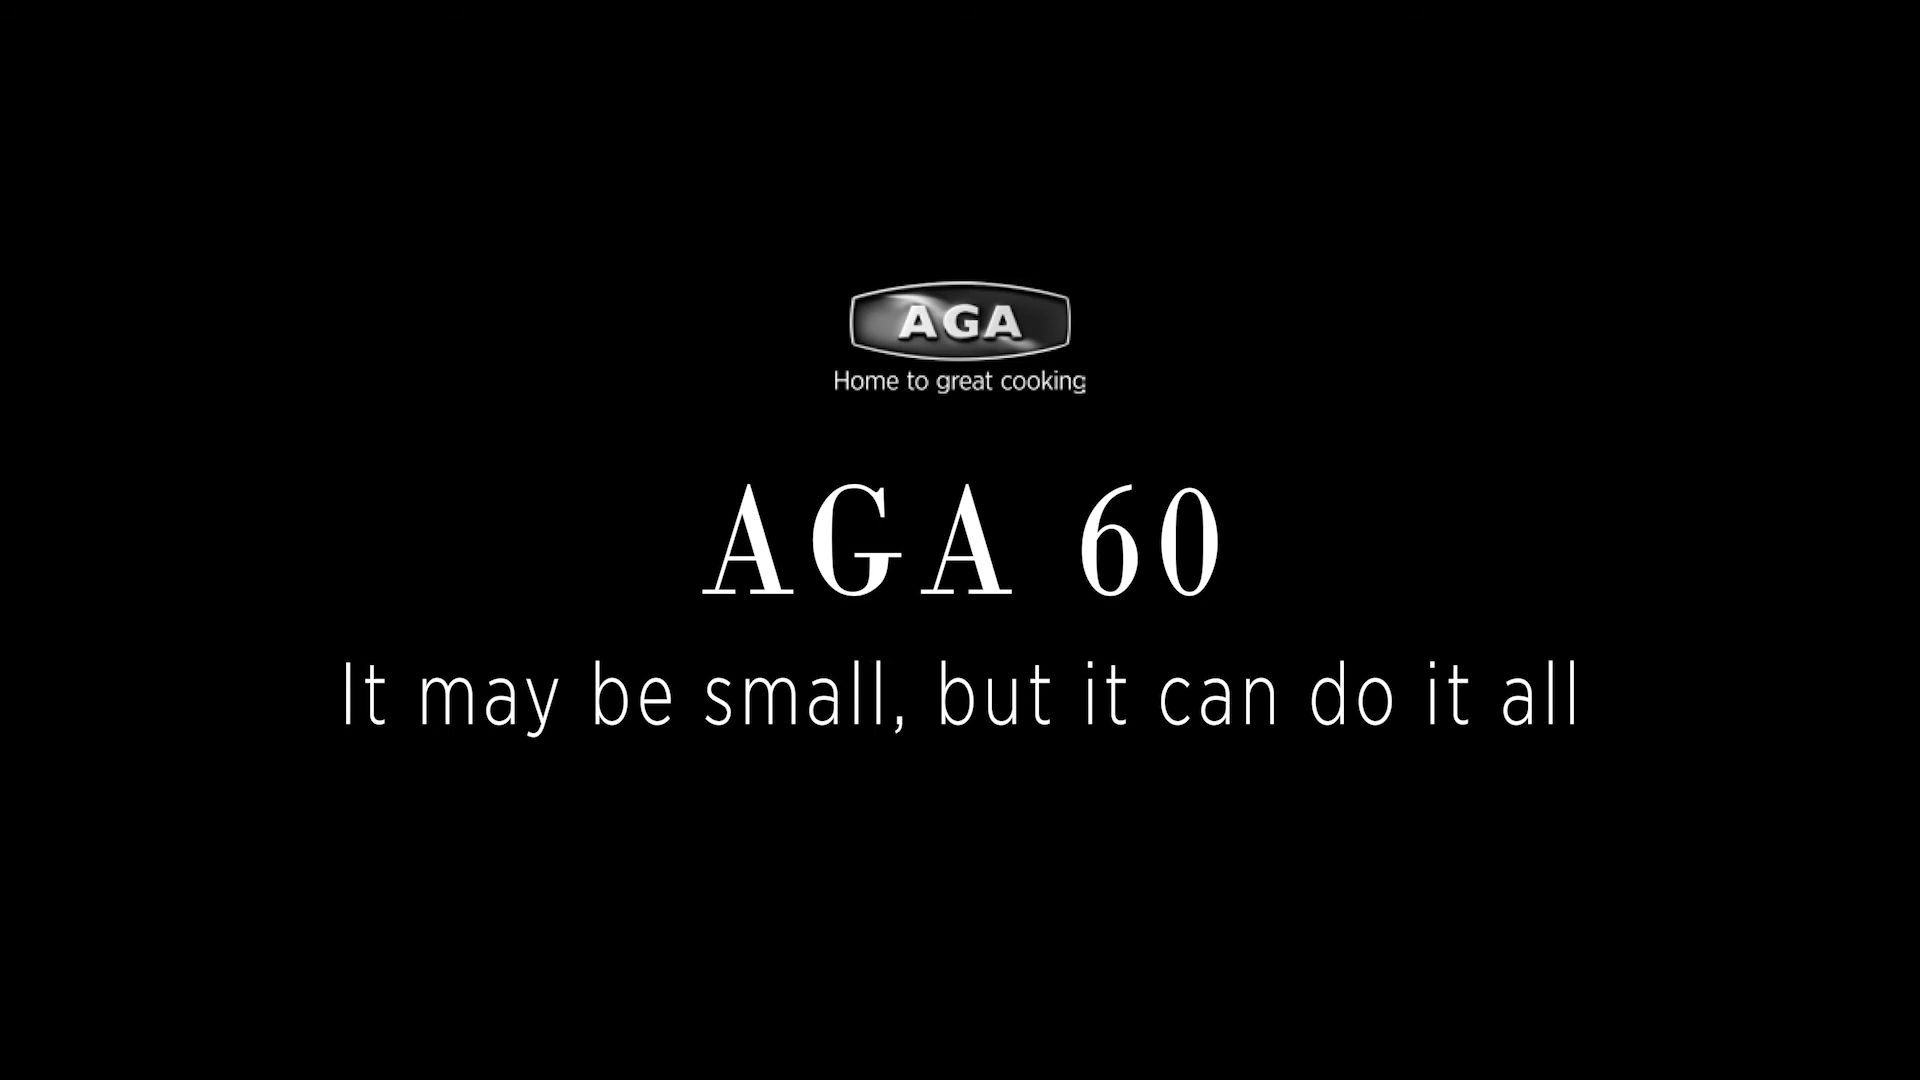 AGA
Home to great cooking
AGA 60
It may be small, but it can do it all